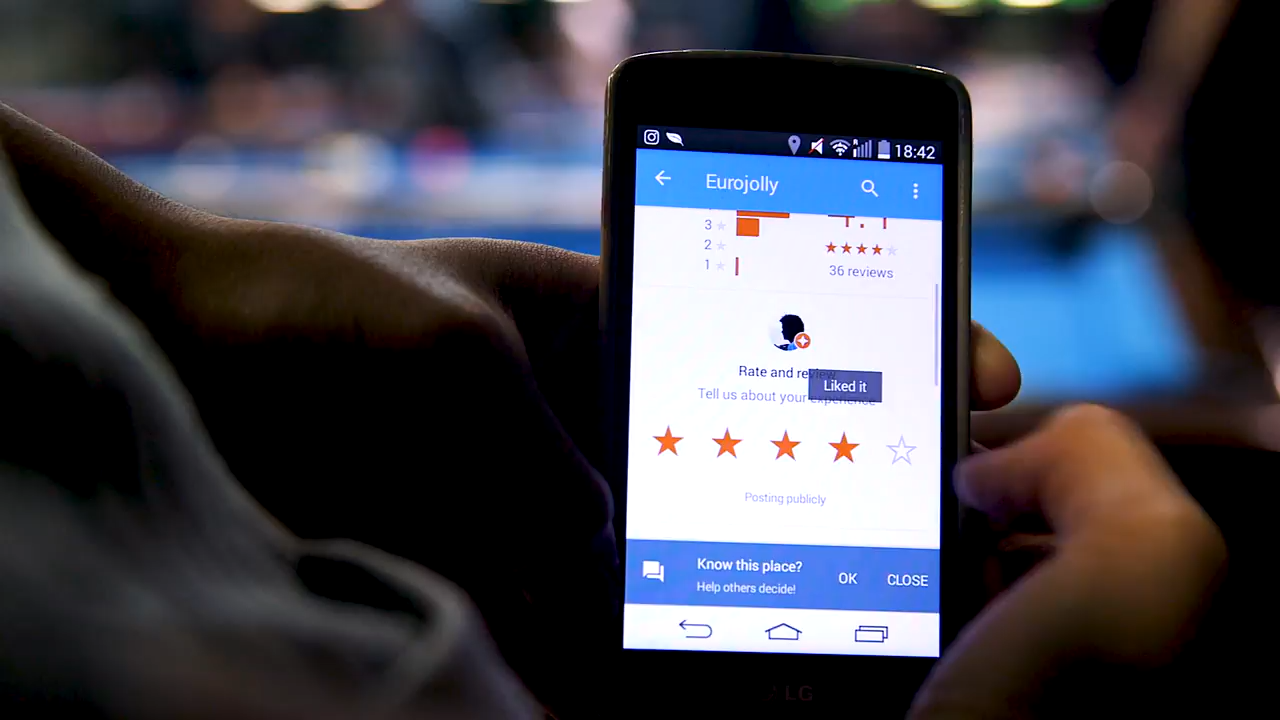 18:42
Eurojolly
3
2
1
36 reviews
Rate and review
Liked it
Tell us about your experience
Posting publicly
Know this place?
Help others decide!
OK
CLOSE
LG